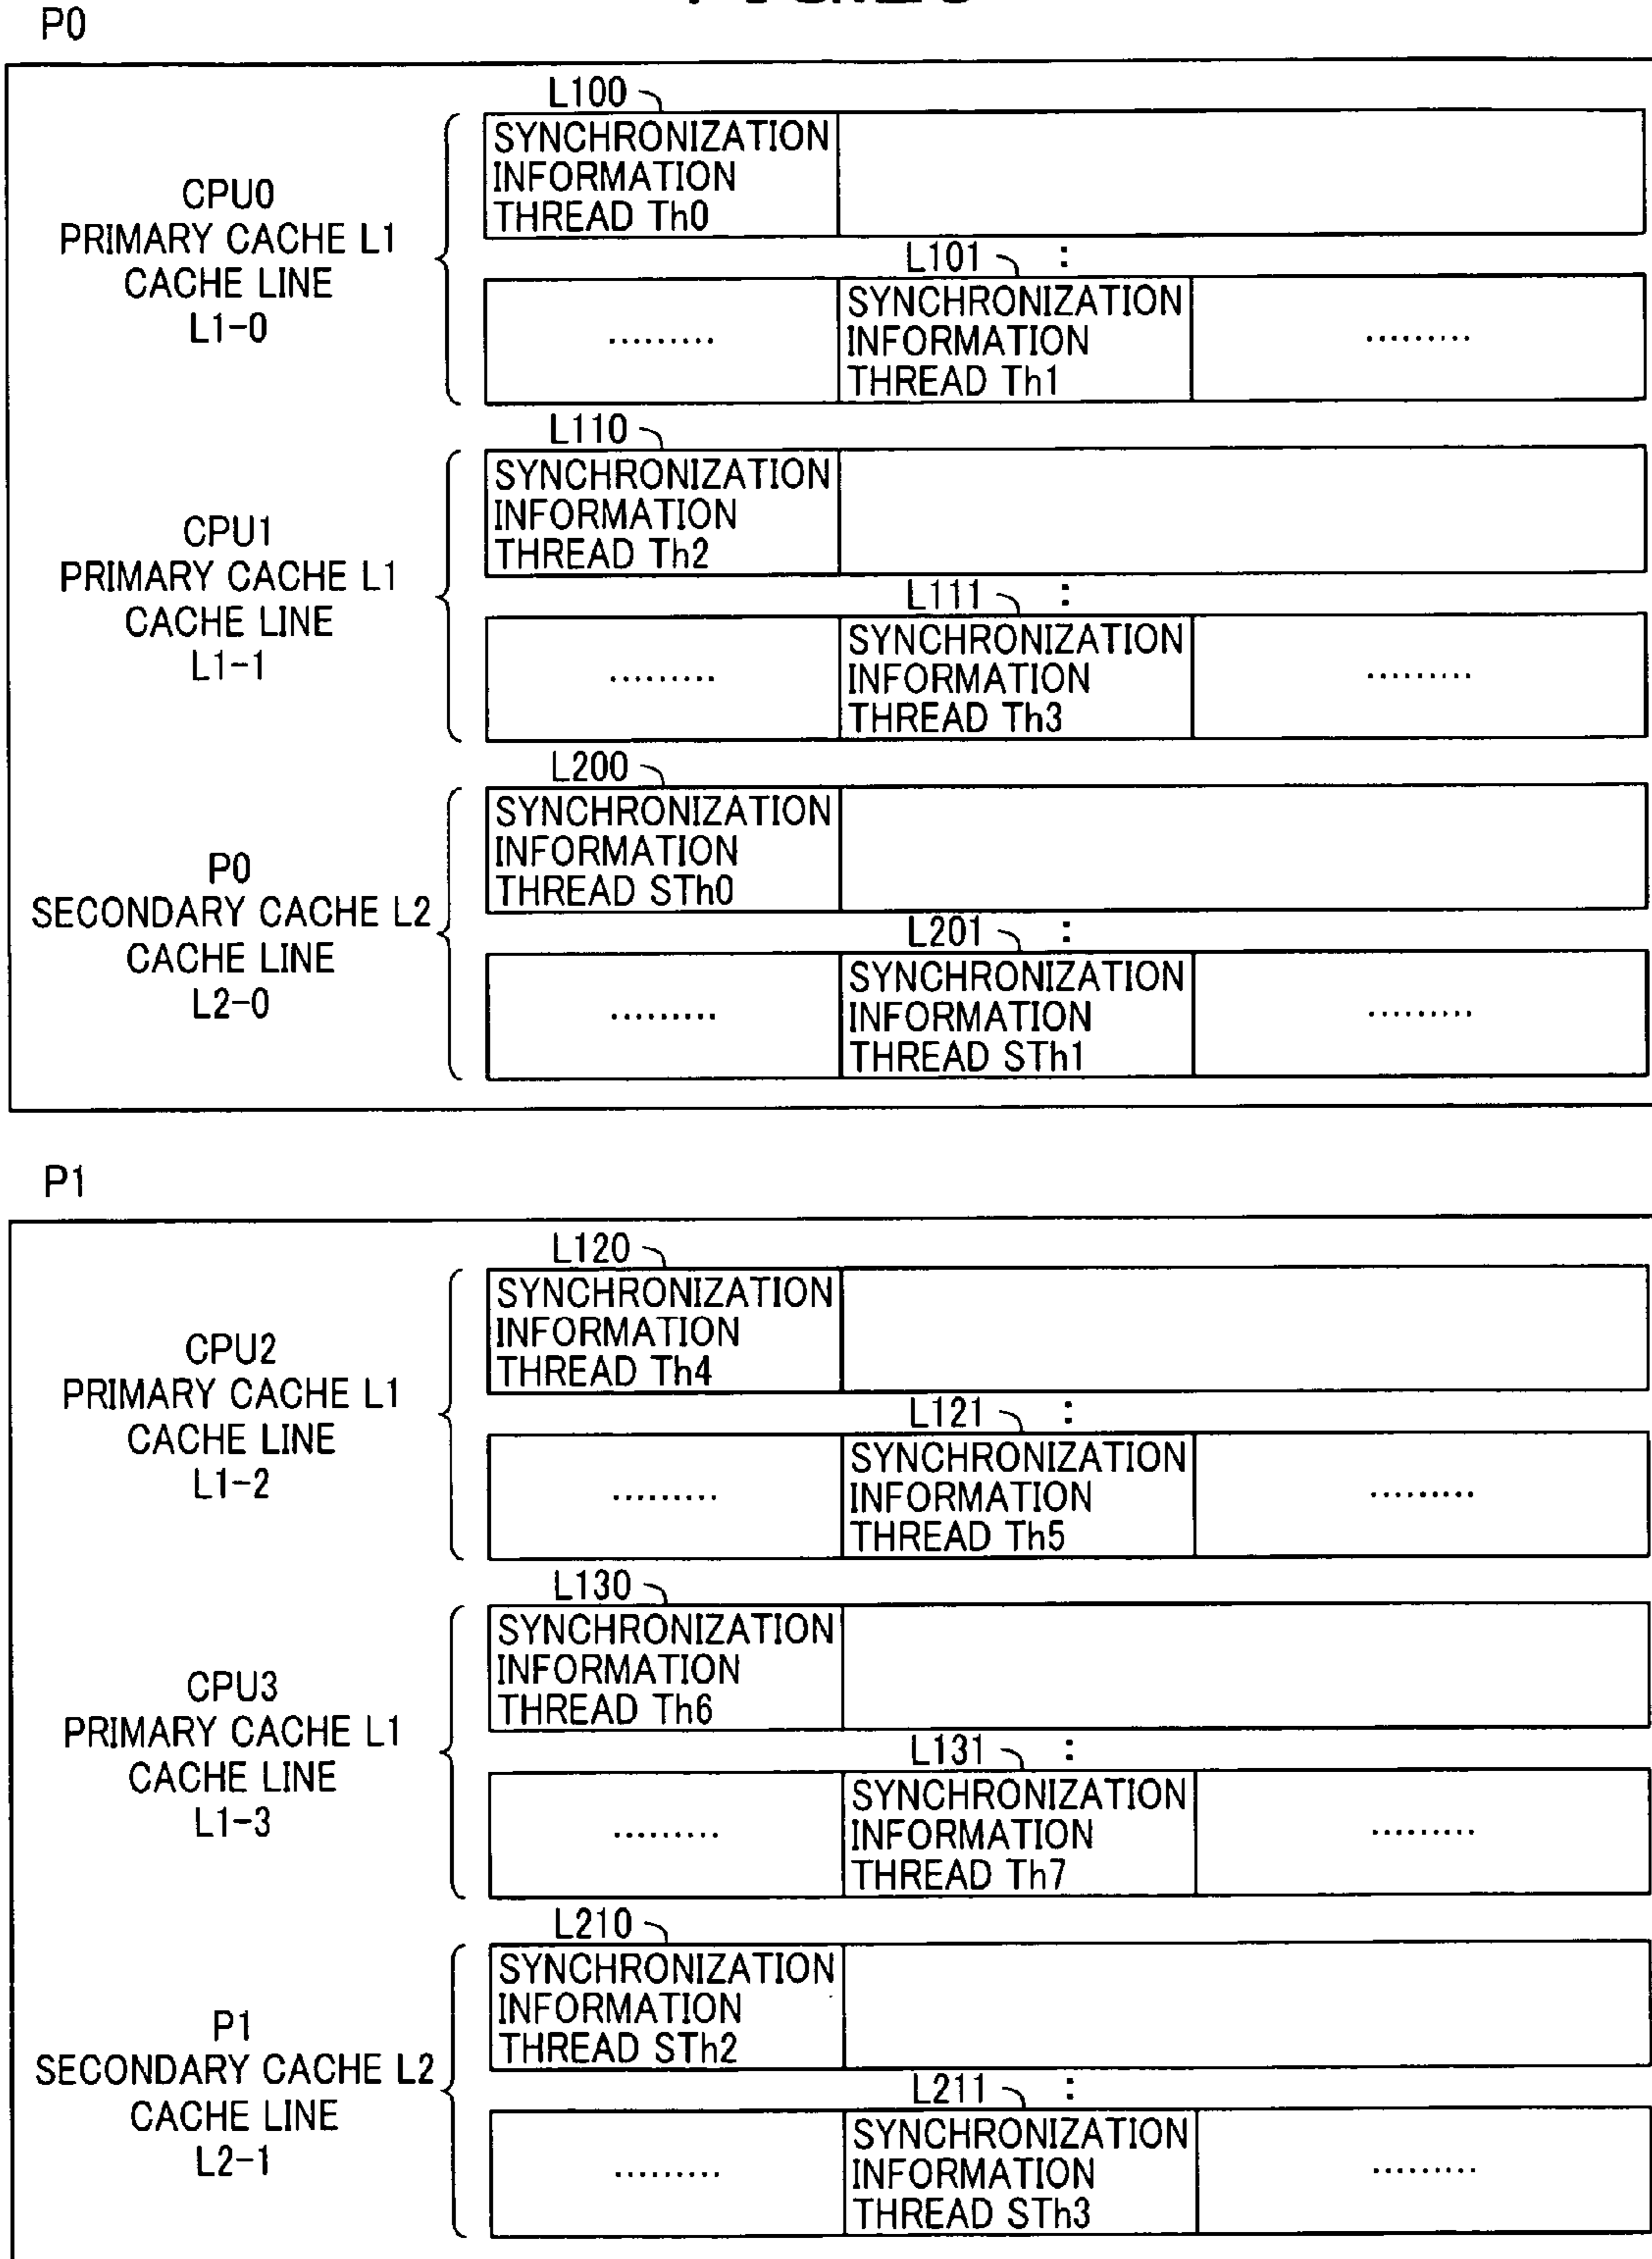 P0
L100
SYNCHRONIZATION
INFORMATION
THREAD Th0
CPU0
PRIMARY CACHE L1
CACHE LINE
L1-0
L101 :
.........
SYNCHRONIZATION
INFORMATION
THREAD Th1
.........
L110
SYNCHRONIZATION
INFORMATION
THREAD Th2
CPU1
PRIMARY CACHE L1
CACHE LINE
L1-1
L111 :
.........
SYNCHRONIZATION
INFORMATION
THREAD Th3
.........
L200
SYNCHRONIZATION
INFORMATION
THREAD STh0
P0
SECONDARY CACHE L2
CACHE LINE
L2-0
L201 :
.........
SYNCHRONIZATION
INFORMATION
THREAD STh1
.........
P1
L120
SYNCHRONIZATION
INFORMATION
THREAD Th4
CPU2
PRIMARY CACHE L1
CACHE LINE
L1-2
L121 :
.........
SYNCHRONIZATION
INFORMATION
THREAD Th5
.........
L130
SYNCHRONIZATION
INFORMATION
THREAD Th6
CPU3
PRIMARY CACHE L1
CACHE LINE
L1-3
L131 :
.........
SYNCHRONIZATION
INFORMATION
THREAD Th7
.........
L210
SYNCHRONIZATION
INFORMATION
THREAD STh2
P1
SECONDARY CACHE L2
CACHE LINE
L2-1
L211 :
.........
SYNCHRONIZATION
INFORMATION
THREAD STh3
.........